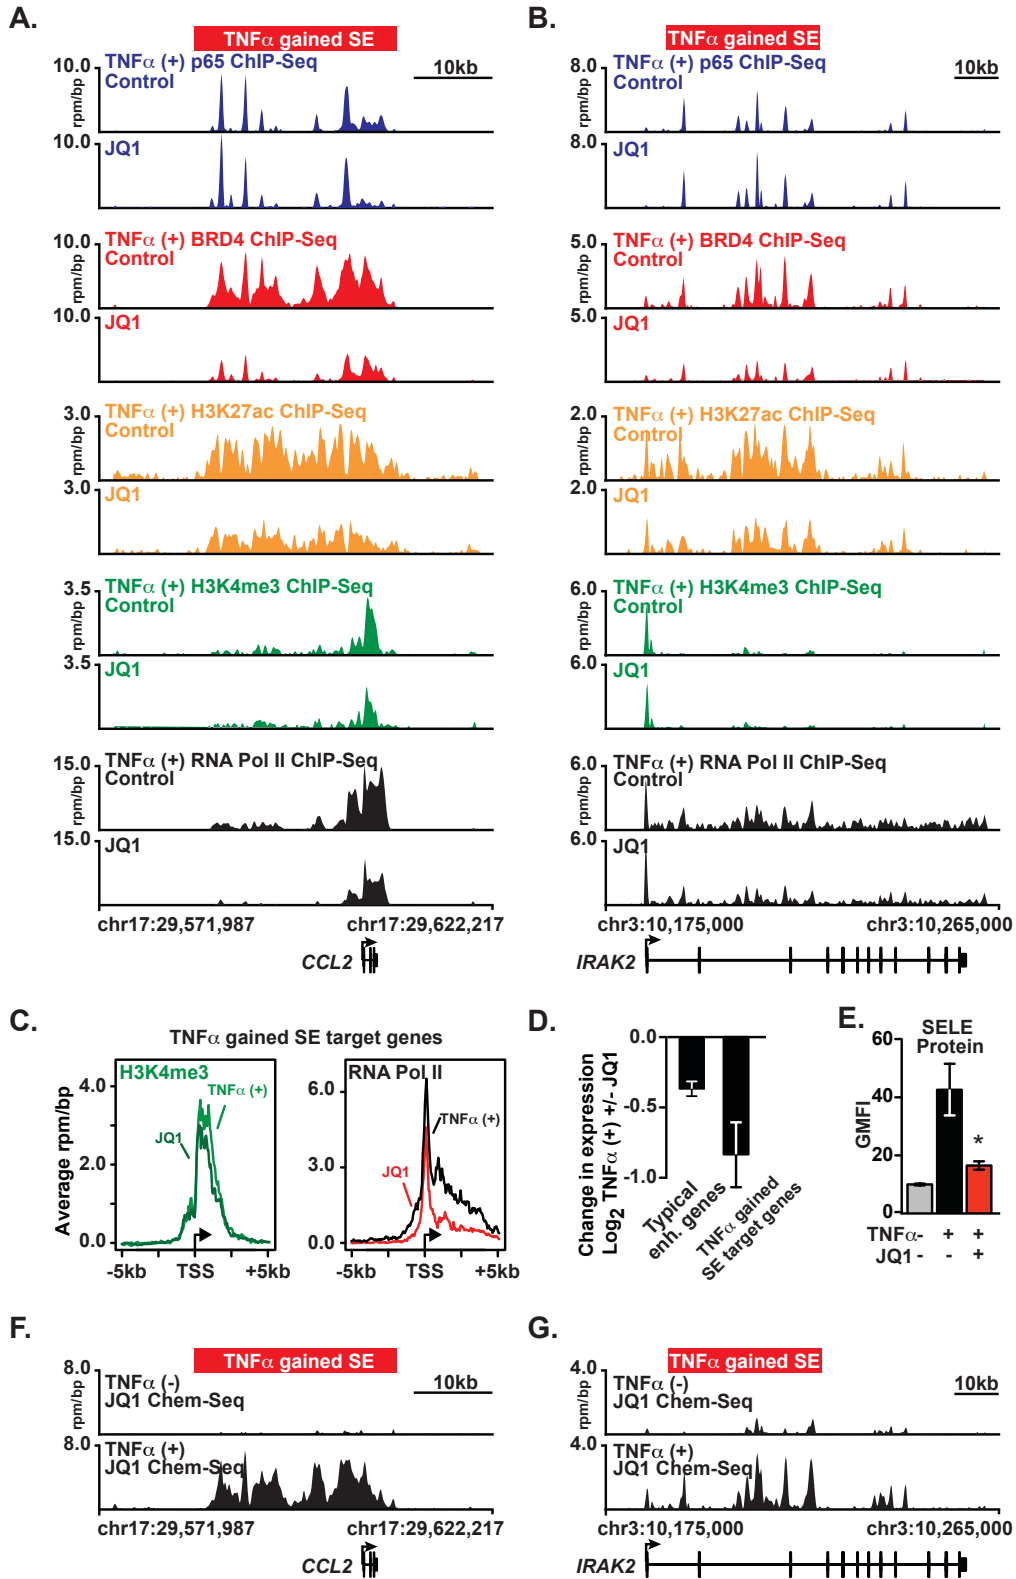 A.
TNFα gained SE
TNFα (+) p65 ChIP-Seq
Control
10.0
rpm/bp
10kb
JQ1
10.0
TNFα (+) BRD4 ChIP-Seq
Control
10.0
rpm/bp
JQ1
10.0
TNFα (+) H3K27ac ChIP-Seq
Control
3.0
rpm/bp
JQ1
3.0
TNFα (+) H3K4me3 ChIP-Seq
Control
3.5
rpm/bp
JQ1
3.5
TNFα (+) RNA Pol II ChIP-Seq
Control
15.0
rpm/bp
JQ1
15.0
chr17:29,571,987 chr17:29,622,217
CCL2
B.
TNFα gained SE
TNFα (+) p65 ChIP-Seq
Control
8.0
rpm/bp
10kb
JQ1
8.0
TNFα (+) BRD4 ChIP-Seq
Control
5.0
rpm/bp
JQ1
5.0
TNFα (+) H3K27ac ChIP-Seq
Control
2.0
rpm/bp
JQ1
2.0
TNFα (+) H3K4me3 ChIP-Seq
Control
6.0
rpm/bp
JQ1
6.0
TNFα (+) RNA Pol II ChIP-Seq
Control
6.0
rpm/bp
JQ1
6.0
chr3:10,175,000 chr3:10,265,000
IRAK2
C.
TNFα gained SE target genes
H3K4me3
TNFα (+)
JQ1
Average rpm/bp
4.0
2.0
0.0
-5kb TSS +5kb
RNA Pol II
TNFα (+)
JQ1
6.0
3.0
0.0
-5kb TSS +5kb
D.
Change in expression
Log2 TNFα (+) +/- JQ1
0.0
-0.5
-1.0
Typical
enh. genes
TNFα gained
SE target genes
E.
SELE
Protein
GMFI
60
40
20
0
*
TNFα - + +
JQ1 - - +
F.
TNFα gained SE
8.0
rpm/bp
TNFα (-)
JQ1 Chem-Seq
10kb
8.0
TNFα (+)
JQ1 Chem-Seq
chr17:29,571,987 chr17:29,622,217
CCL2
G.
TNFα gained SE
4.0
rpm/bp
TNFα (-)
JQ1 Chem-Seq
10kb
4.0
TNFα (+)
JQ1 Chem-Seq
chr3:10,175,000 chr3:10,265,000
IRAK2